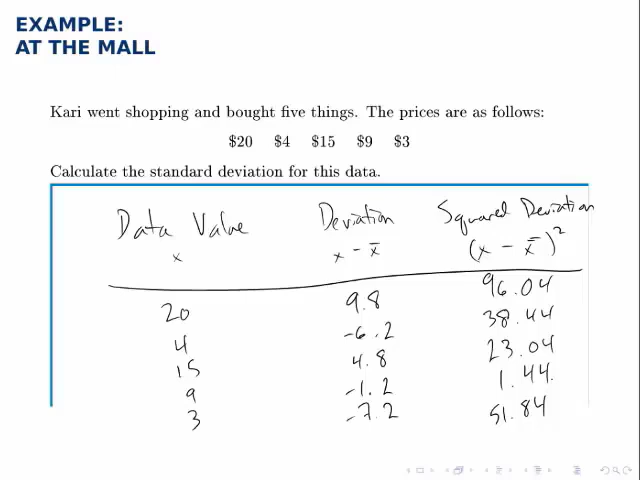 EXAMPLE:
AT THE MALL
Kari went shopping and bought five things. The prices are as follows:
$20 $4 $15 $9 $3
Calculate the standard deviation for this data.
Data Value Deviation Squared Deviation
x x - x̄ (x - x̄)²
20 9.8 96.04
4 -6.2 38.44
15 4.8 23.04
9 -1.2 1.44
3 -7.2 51.84